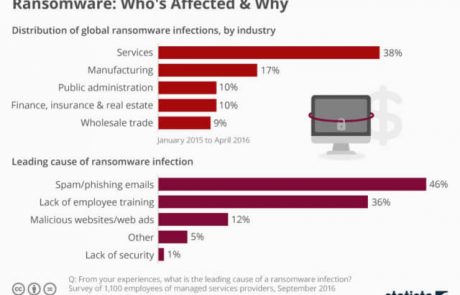 Ransomware: Who's Affected & Why
Distribution of global ransomware infections, by industry
Services 38%
Manufacturing 17%
Public administration 10%
Finance, insurance & real estate 10%
Wholesale trade 9%
January 2015 to April 2016
Leading cause of ransomware infection
Spam/phishing emails 46%
Lack of employee training 36%
Malicious websites/web ads 12%
Other 5%
Lack of security 1%
Q: From your experiences, what is the leading cause of a ransomware infection?
Survey of 1,100 employees of managed services providers, September 2016